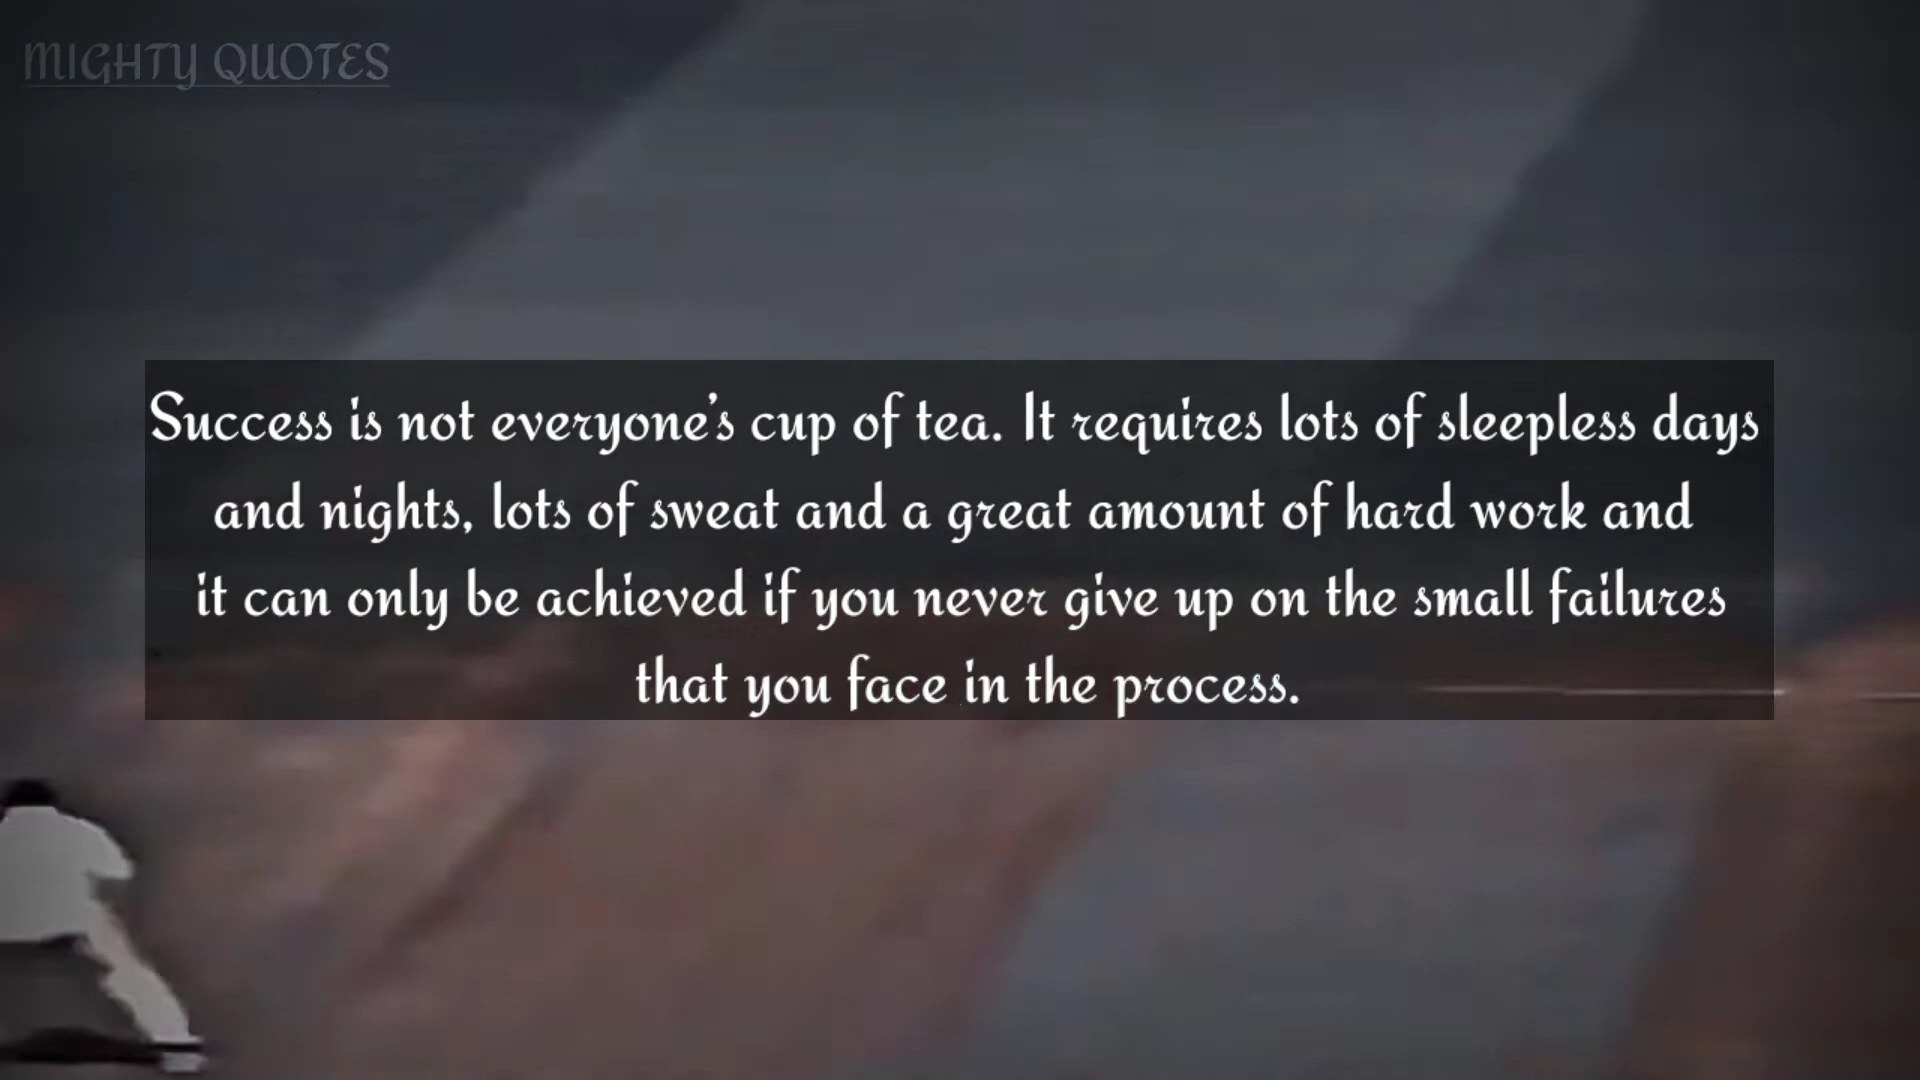 MIGHTY QUOTES
Success is not everyone's cup of tea. It requires lots of sleepless days
and nights, lots of sweat and a great amount of hard work and
it can only be achieved if you never give up on the small failures
that you face in the process.